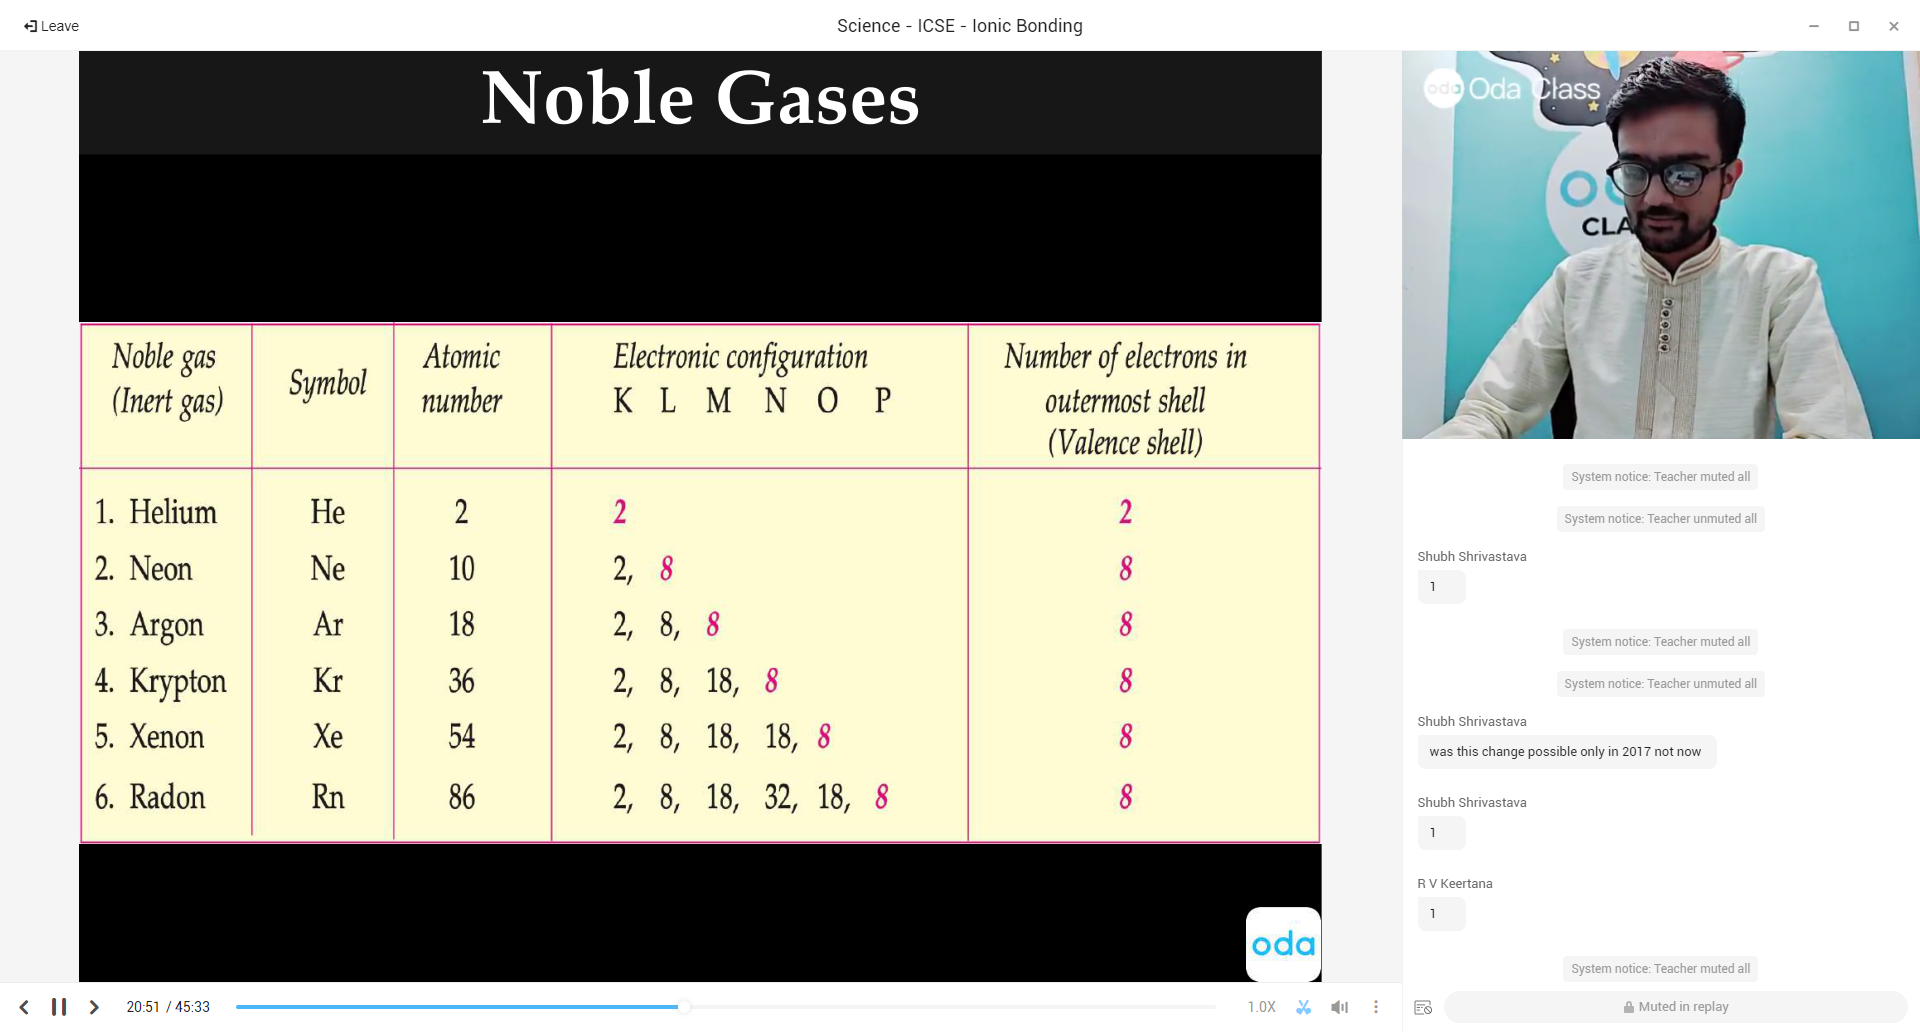 Leave
Science - ICSE - Ionic Bonding
Noble Gases
Noble gas (Inert gas) Symbol Atomic number Electronic configuration K L M N O P Number of electrons in outermost shell (Valence shell)
1. Helium He 2 2 2
2. Neon Ne 10 2, 8 8
3. Argon Ar 18 2, 8, 8 8
4. Krypton Kr 36 2, 8, 18, 8 8
5. Xenon Xe 54 2, 8, 18, 18, 8 8
6. Radon Rn 86 2, 8, 18, 32, 18, 8 8
oda
20:51 / 45:33
1.0X
oda Oda Class
CLA
System notice: Teacher muted all
System notice: Teacher unmuted all
Shubh Shrivastava
1
System notice: Teacher muted all
System notice: Teacher unmuted all
Shubh Shrivastava
was this change possible only in 2017 not now
Shubh Shrivastava
1
R V Keertana
1
System notice: Teacher muted all
Muted in replay